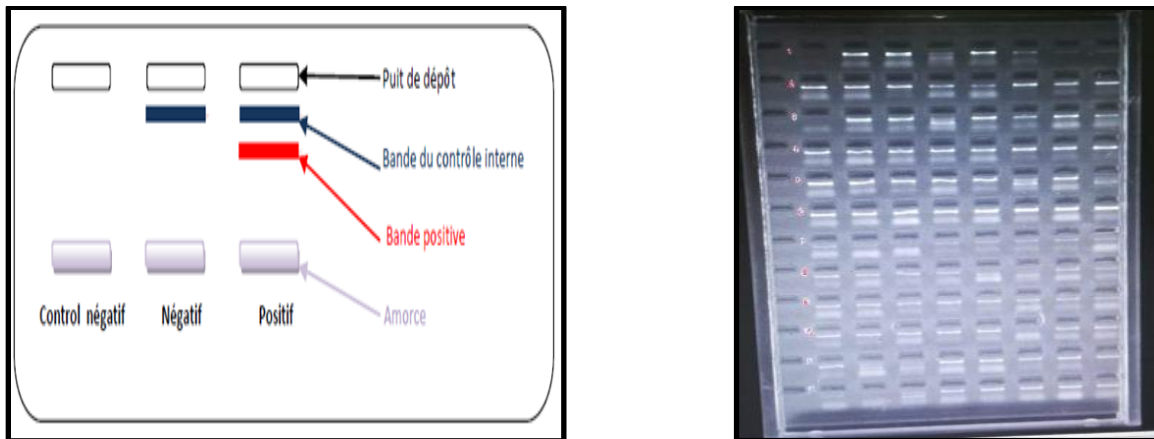 Puit de dépôt
Bande du contrôle interne
Bande positive
Control négatif Négatif Positif Amorce